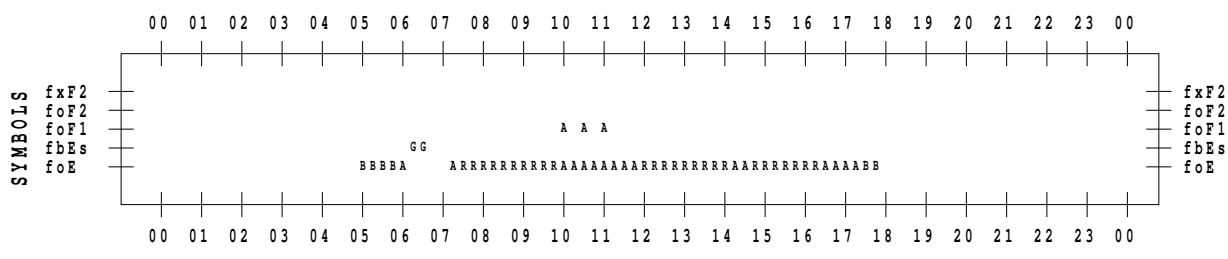 00 01 02 03 04 05 06 07 08 09 10 11 12 13 14 15 16 17 18 19 20 21 22 23 00
SYMBOLS
fxF2 fxF2
foF2 foF2
foF1 A A A foF1
fbEs GG fbEs
foE BBBBA ARRRRRRRRRRAAAAAAAARRRRRRRRRAARRRRRRRAAAABB foE
00 01 02 03 04 05 06 07 08 09 10 11 12 13 14 15 16 17 18 19 20 21 22 23 00